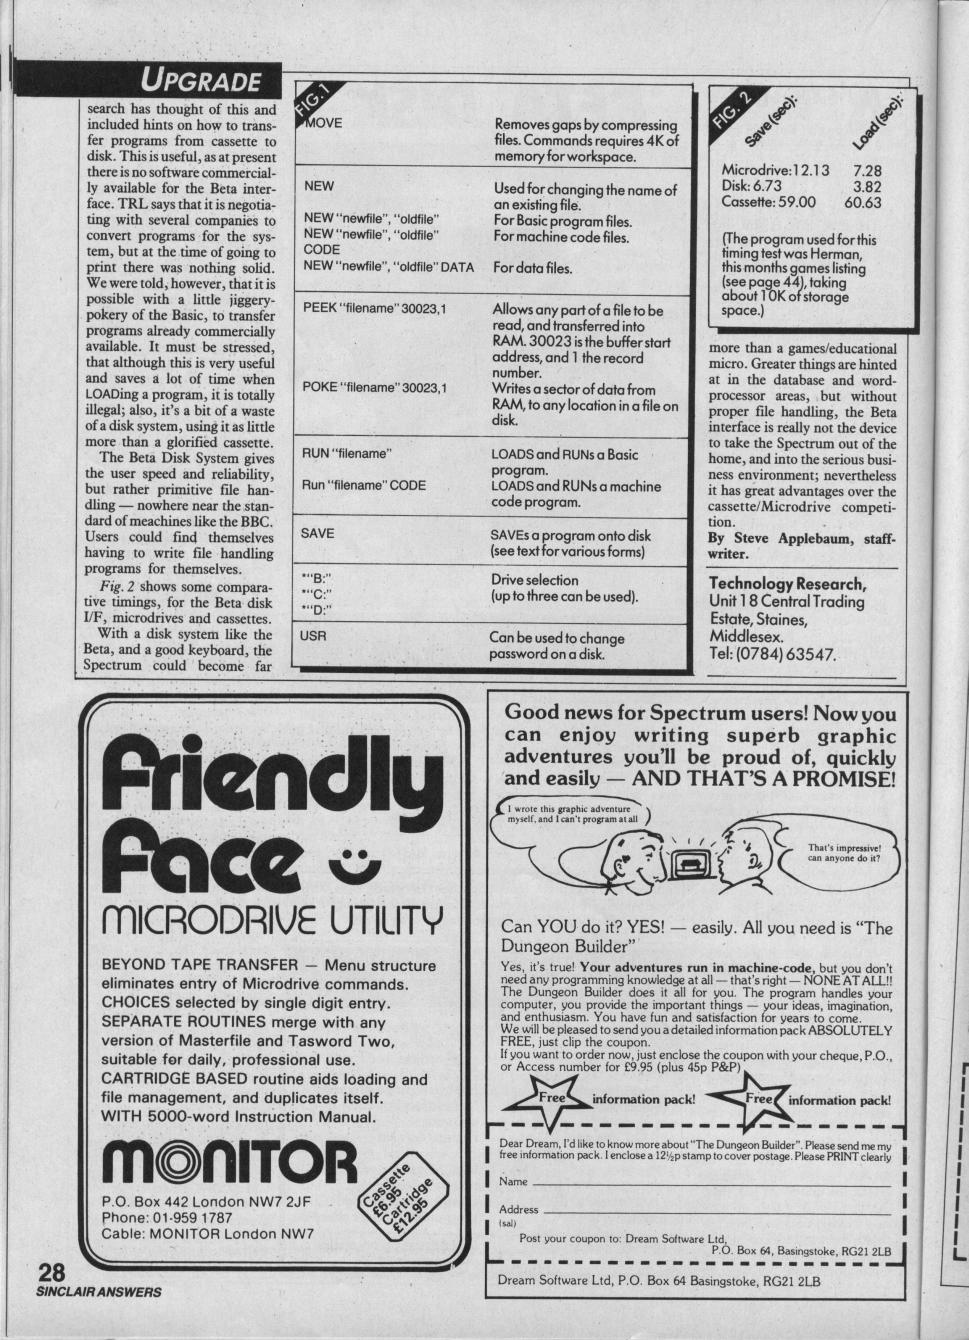 UPGRADE
search has thought of this and
included hints on how to trans-
fer programs from cassette to
disk. This is useful, as at present
there is no software commercial-
ly available for the Beta inter-
face. TRL says that it is negotia-
ting with several companies to
convert programs for the sys-
tem, but at the time of going to
print there was nothing solid.
We were told, however, that it is
possible with a little jiggery-
pokery of the Basic, to transfer
programs already commercially
available. It must be stressed,
that although this is very useful
and saves a lot of time when
LOADing a program, it is totally
illegal; also, it's a bit of a waste
of a disk system, using it as little
more than a glorified cassette.
The Beta Disk System gives
the user speed and reliability,
but rather primitive file han-
dling — nowhere near the stan-
dard of meachines like the BBC.
Users could find themselves
having to write file handling
programs for themselves.
Fig. 2 shows some compara-
tive timings, for the Beta disk
I/F, microdrives and cassettes.
With a disk system like the
Beta, and a good keyboard, the
Spectrum could become far
FIG.1
MOVE
Removes gaps by compressing
files. Commands requires 4K of
memory for workspace.
NEW
Used for changing the name of
an existing file.
NEW "newfile", "oldfile"
For Basic program files.
NEW "newfile", "oldfile"
For machine code files.
CODE
NEW "newfile", "oldfile" DATA
For data files.
PEEK "filename" 30023,1
Allows any part of a file to be
read, and transferred into
RAM. 30023 is the buffer start
address, and 1 the record
number.
POKE "filename" 30023,1
Writes a sector of data from
RAM, to any location in a file on
disk.
RUN "filename"
LOADS and RUNs a Basic
program.
Run "filename" CODE
LOADS and RUNs a machine
code program.
SAVE
SAVEs a program onto disk
(see text for various forms)
*"B:"
*"C:"
*"D:"
Drive selection
(up to three can be used).
USR
Can be used to change
password on a disk.
FIG. 2
Save (sec):
Load (sec):
Microdrive: 12.13 7.28
Disk: 6.73 3.82
Cassette: 59.00 60.63
(The program used for this
timing test was Herman,
this months games listing
(see page 44), taking
about 10K of storage
space.)
more than a games/educational
micro. Greater things are hinted
at in the database and word-
processor areas, but without
proper file handling, the Beta
interface is really not the device
to take the Spectrum out of the
home, and into the serious busi-
ness environment; nevertheless
it has great advantages over the
cassette/Microdrive competi-
tion.
By Steve Applebaum, staff-
writer.
Technology Research,
Unit 18 Central Trading
Estate, Staines,
Middlesex.
Tel: (0784) 63547.
friendly
face
MICRODRIVE UTILITY
BEYOND TAPE TRANSFER — Menu structure
eliminates entry of Microdrive commands.
CHOICES selected by single digit entry.
SEPARATE ROUTINES merge with any
version of Masterfile and Tasword Two,
suitable for daily, professional use.
CARTRIDGE BASED routine aids loading and
file management, and duplicates itself.
WITH 5000-word Instruction Manual.
MONITOR
P.O. Box 442 London NW7 2JF
Phone: 01-959 1787
Cable: MONITOR London NW7
Cassette
£6.95
Cartridge
£12.95
Good news for Spectrum users! Now you
can enjoy writing superb graphic
adventures you'll be proud of, quickly
and easily — AND THAT'S A PROMISE!
I wrote this graphic adventure
myself, and I can't program at all
That's impressive!
can anyone do it?
Can YOU do it? YES! — easily. All you need is "The
Dungeon Builder"
Yes, it's true! Your adventures run in machine-code, but you don't
need any programming knowledge at all — that's right — NONE AT ALL!!
The Dungeon Builder does it all for you. The program handles your
computer, you provide the important things — your ideas, imagination,
and enthusiasm. You have fun and satisfaction for years to come.
We will be pleased to send you a detailed information pack ABSOLUTELY
FREE, just clip the coupon.
If you want to order now, just enclose the coupon with your cheque, P.O.,
or Access number for £9.95 (plus 45p P&P)
Free information pack! Free information pack!
Dear Dream, I'd like to know more about "The Dungeon Builder". Please send me my
free information pack. I enclose a 12½p stamp to cover postage. Please PRINT clearly
Name
Address
(sal)
Post your coupon to: Dream Software Ltd,
P.O. Box 64, Basingstoke, RG21 2LB
Dream Software Ltd, P.O. Box 64 Basingstoke, RG21 2LB
28
SINCLAIR ANSWERS